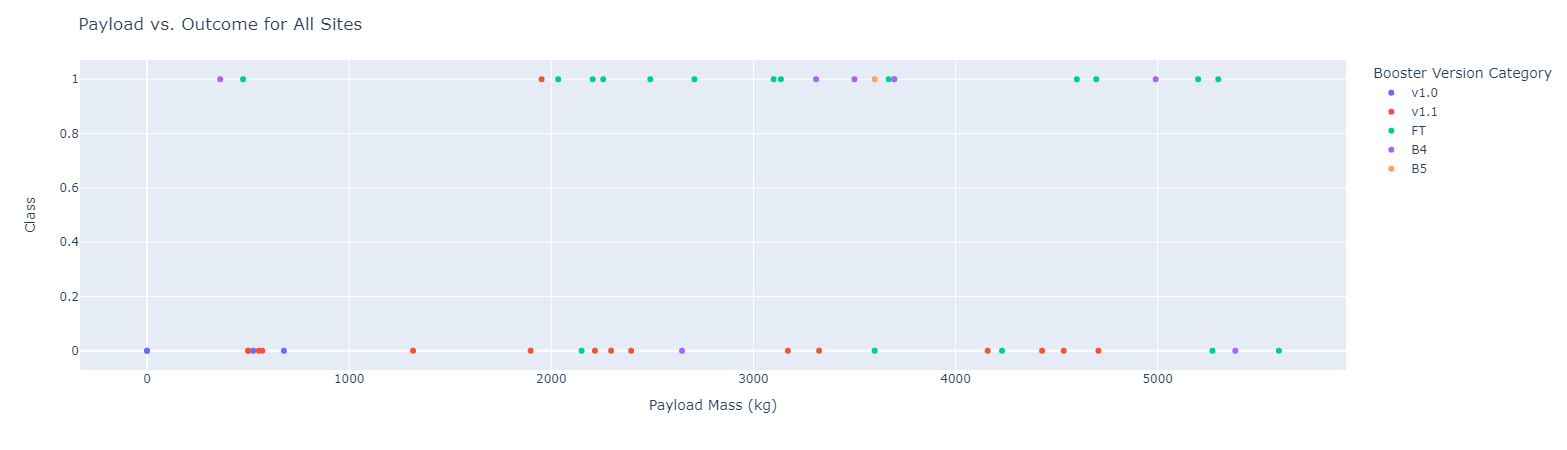 Payload vs. Outcome for All Sites
Booster Version Category
v1.0
v1.1
FT
B4
B5
Class
1
0.8
0.6
0.4
0.2
0
0 1000 2000 3000 4000 5000
Payload Mass (kg)